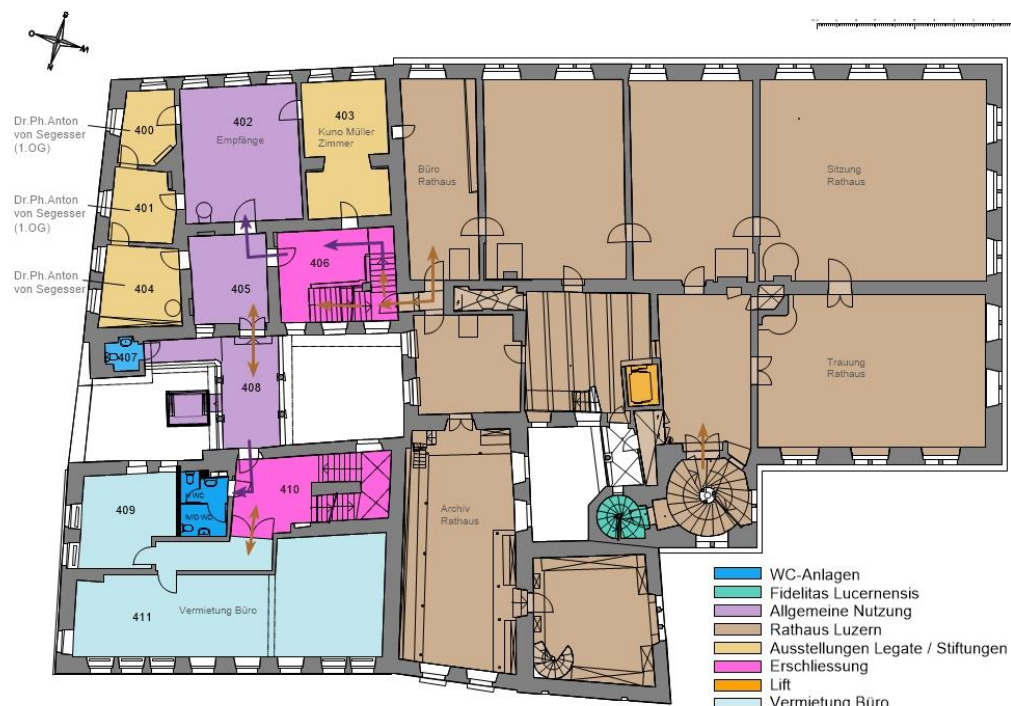 Dr.Ph.Anton
von Segesser
(1.OG)
400
402
Empfänge
403
Kuno Müller
Zimmer
Büro
Rathaus
Sitzung
Rathaus
Dr.Ph.Anton
von Segesser
(1.OG)
401
Dr.Ph.Anton
von Segesser
404
405
406
407
408
Trauung
Rathaus
409
410
Archiv
Rathaus
411
Vermietung Büro
WC-Anlagen
Fidelitas Lucernensis
Allgemeine Nutzung
Rathaus Luzern
Ausstellungen Legate / Stiftungen
Erschliessung
Lift
Vermietung Büro